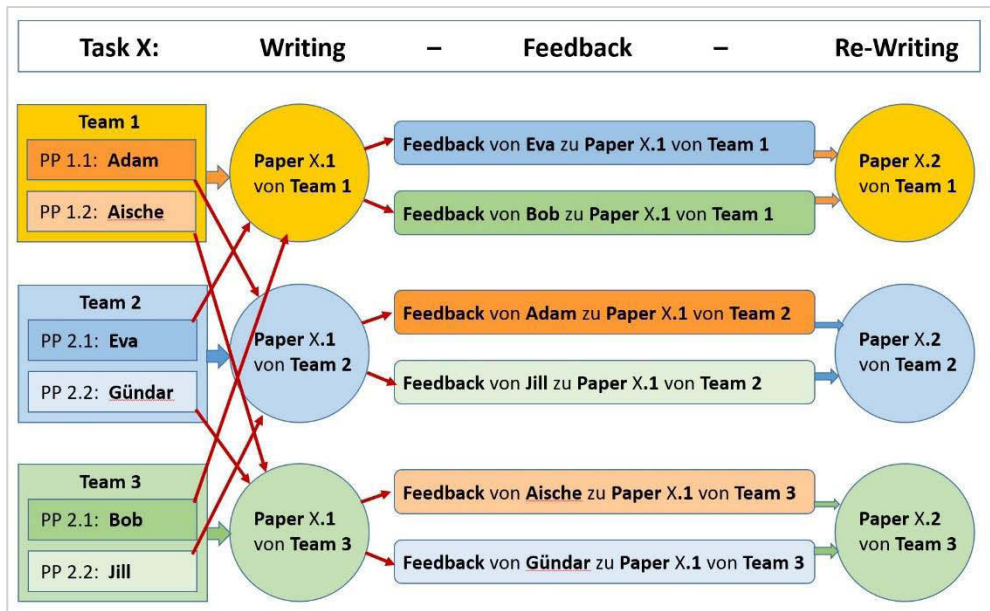 Task X: Writing – Feedback – Re-Writing
Team 1
PP 1.1: Adam
PP 1.2: Aische
Paper X.1
von Team 1
Feedback von Eva zu Paper X.1 von Team 1
Feedback von Bob zu Paper X.1 von Team 1
Paper X.2
von Team 1
Team 2
PP 2.1: Eva
PP 2.2: Gündar
Paper X.1
von Team 2
Feedback von Adam zu Paper X.1 von Team 2
Feedback von Jill zu Paper X.1 von Team 2
Paper X.2
von Team 2
Team 3
PP 2.1: Bob
PP 2.2: Jill
Paper X.1
von Team 3
Feedback von Aische zu Paper X.1 von Team 3
Feedback von Gündar zu Paper X.1 von Team 3
Paper X.2
von Team 3